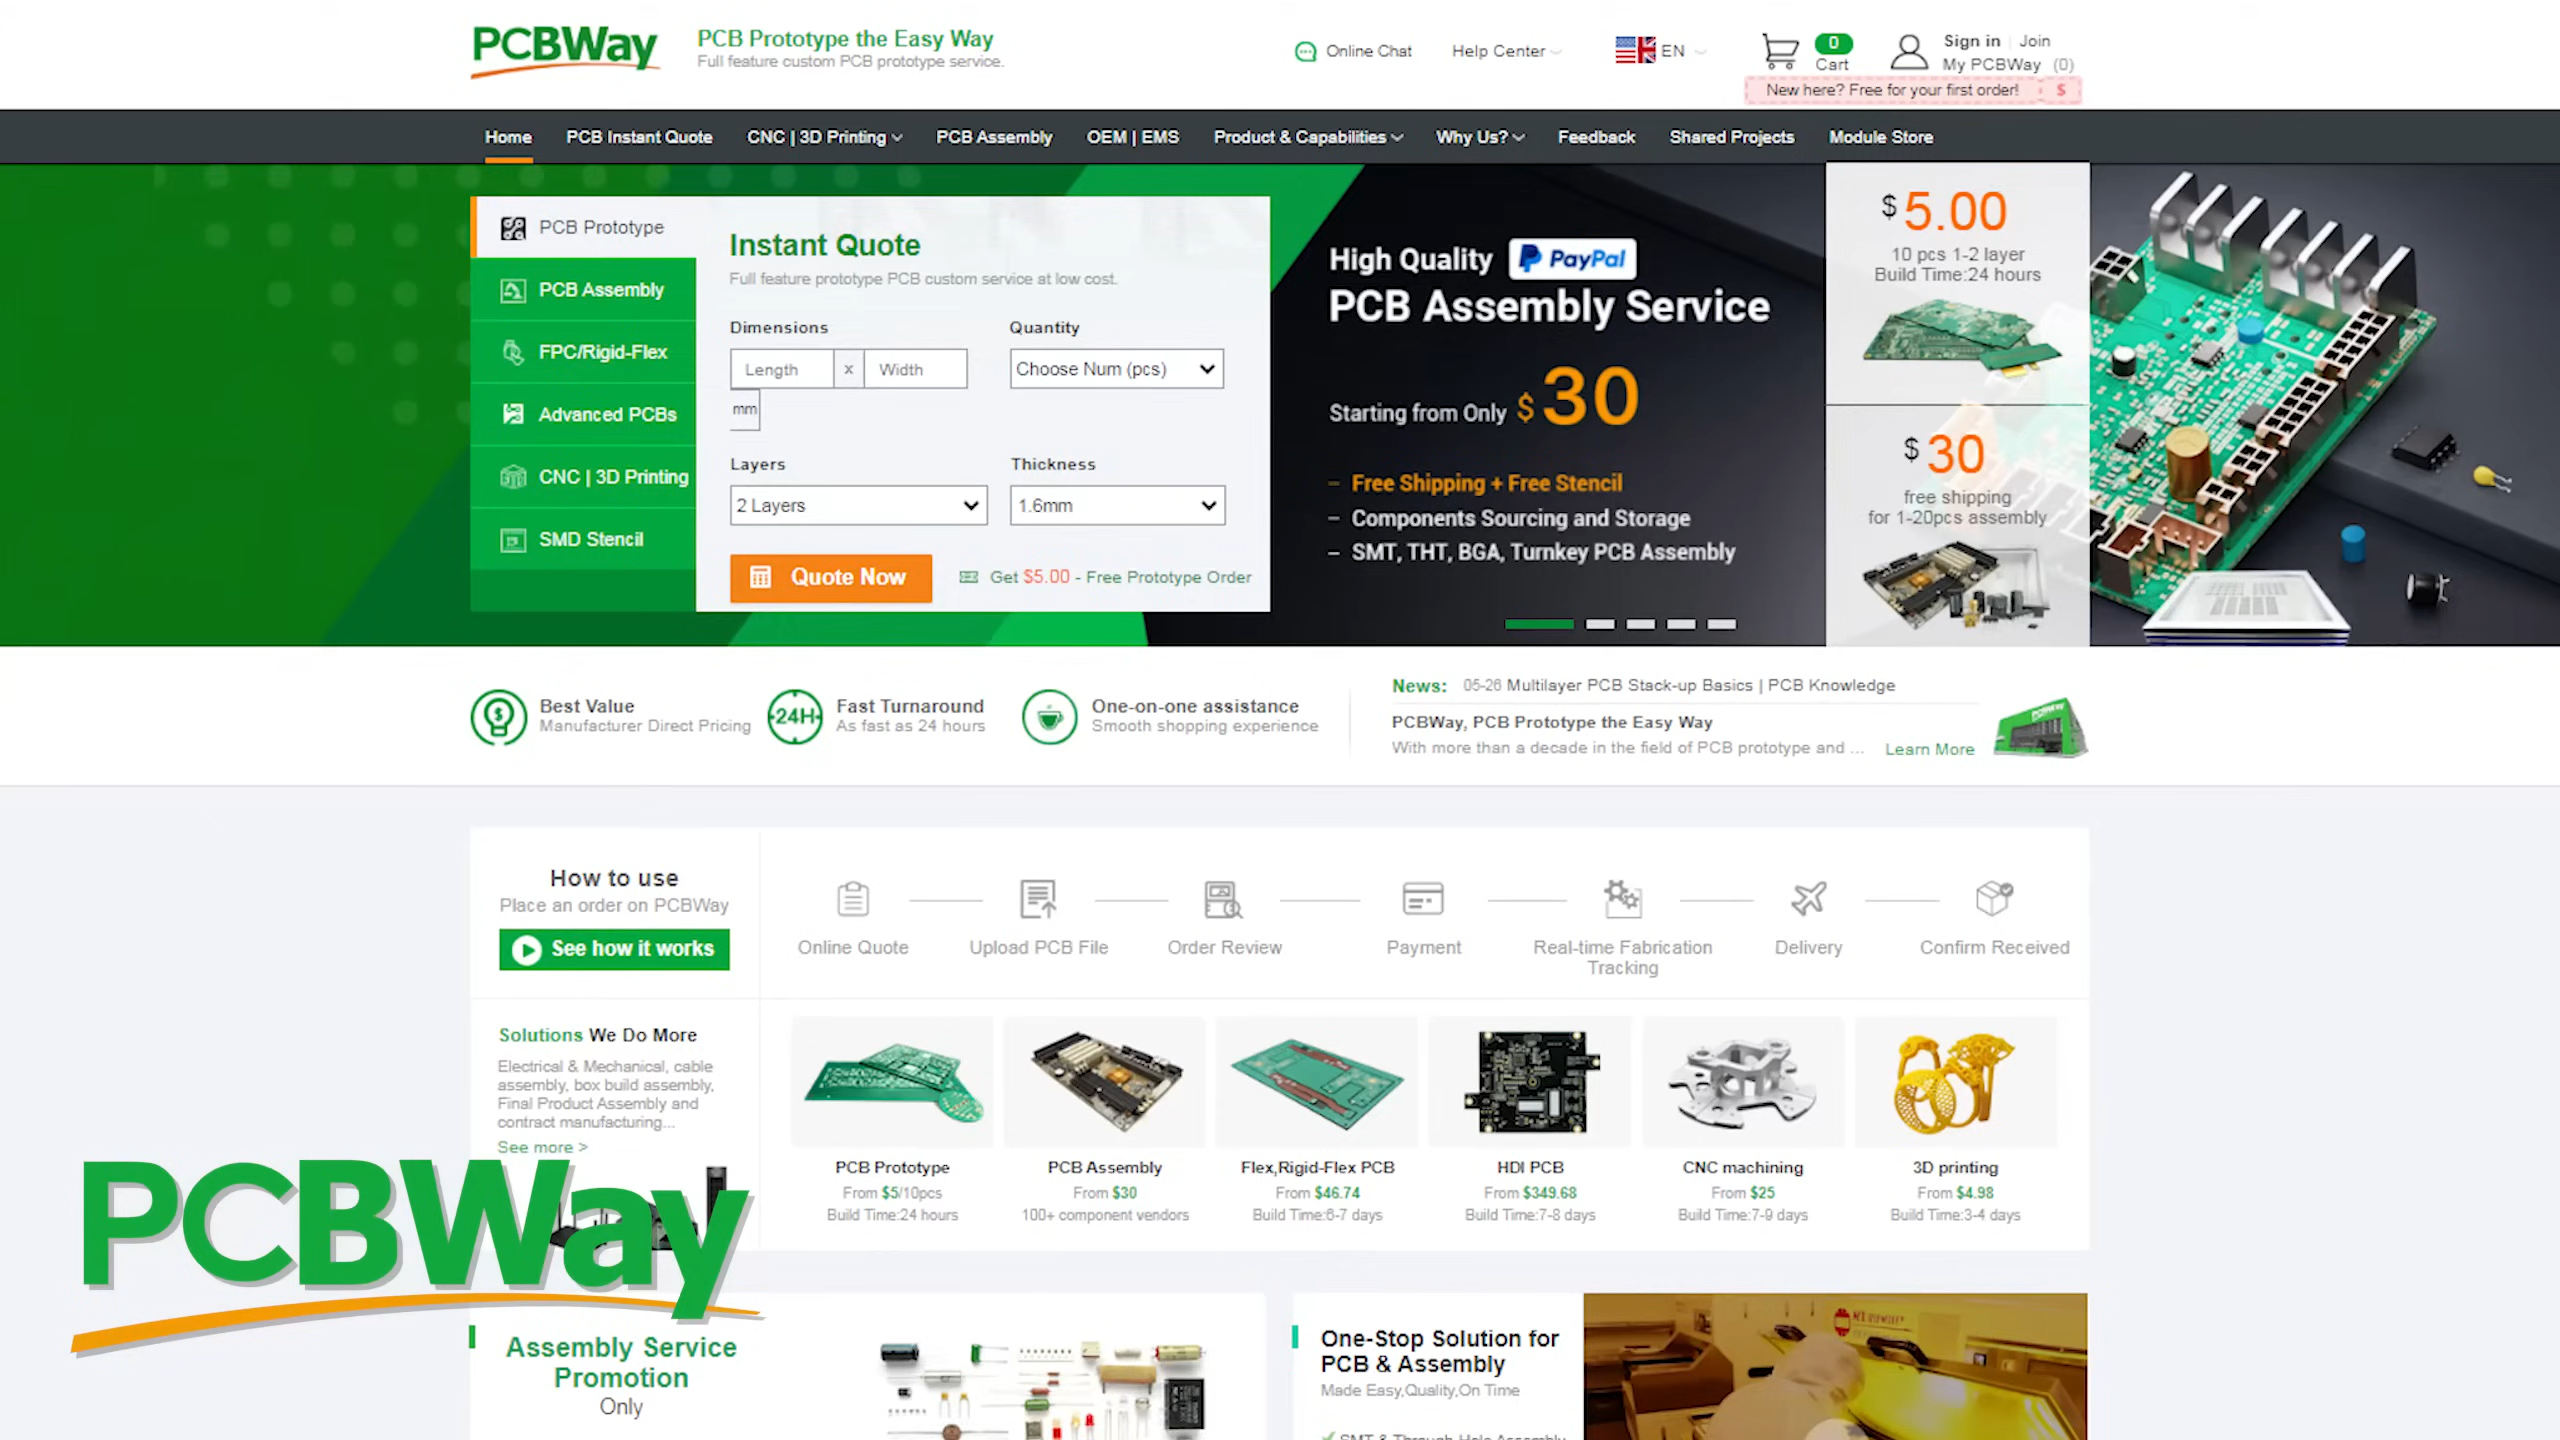 PCBWay
PCB Prototype the Easy Way
Full feature custom PCB prototype service.
Online Chat
Help Center
EN
0
Cart
Sign in | Join
My PCBWay (0)
New here? Free for your first order! $
Home
PCB Instant Quote
CNC | 3D Printing
PCB Assembly
OEM | EMS
Product & Capabilities
Why Us?
Feedback
Shared Projects
Module Store
PCB Prototype
PCB Assembly
FPC/Rigid-Flex
Advanced PCBs
CNC | 3D Printing
SMD Stencil
Instant Quote
Full feature prototype PCB custom service at low cost.
Dimensions
Quantity
Length x Width
Choose Num (pcs)
mm
Layers
Thickness
2 Layers
1.6mm
Quote Now
Get $5.00 - Free Prototype Order
High Quality PayPal
PCB Assembly Service
Starting from Only $30
– Free Shipping + Free Stencil
– Components Sourcing and Storage
– SMT, THT, BGA, Turnkey PCB Assembly
$5.00
10 pcs 1-2 layer
Build Time:24 hours
$30
free shipping
for 1-20pcs assembly
Best Value
Manufacturer Direct Pricing
24H
Fast Turnaround
As fast as 24 hours
One-on-one assistance
Smooth shopping experience
News: 05-26 Multilayer PCB Stack-up Basics | PCB Knowledge
PCBWay, PCB Prototype the Easy Way
With more than a decade in the field of PCB prototype and ...
Learn More
How to use
Place an order on PCBWay
See how it works
Online Quote
Upload PCB File
Order Review
Payment
Real-time Fabrication
Tracking
Delivery
Confirm Received
Solutions We Do More
Electrical & Mechanical, cable
assembly, box build assembly,
Final Product Assembly and
contract manufacturing...
See more >
PCB Prototype
From $5/10pcs
Build Time:24 hours
PCB Assembly
From $30
100+ component vendors
Flex,Rigid-Flex PCB
From $46.74
Build Time:6-7 days
HDI PCB
From $349.68
Build Time:7-8 days
CNC machining
From $25
Build Time:7-9 days
3D printing
From $4.98
Build Time:3-4 days
PCBWay
Assembly Service
Promotion
Only
One-Stop Solution for
PCB & Assembly
Made Easy,Quality,On Time
SMT & Through-Hole Assembly